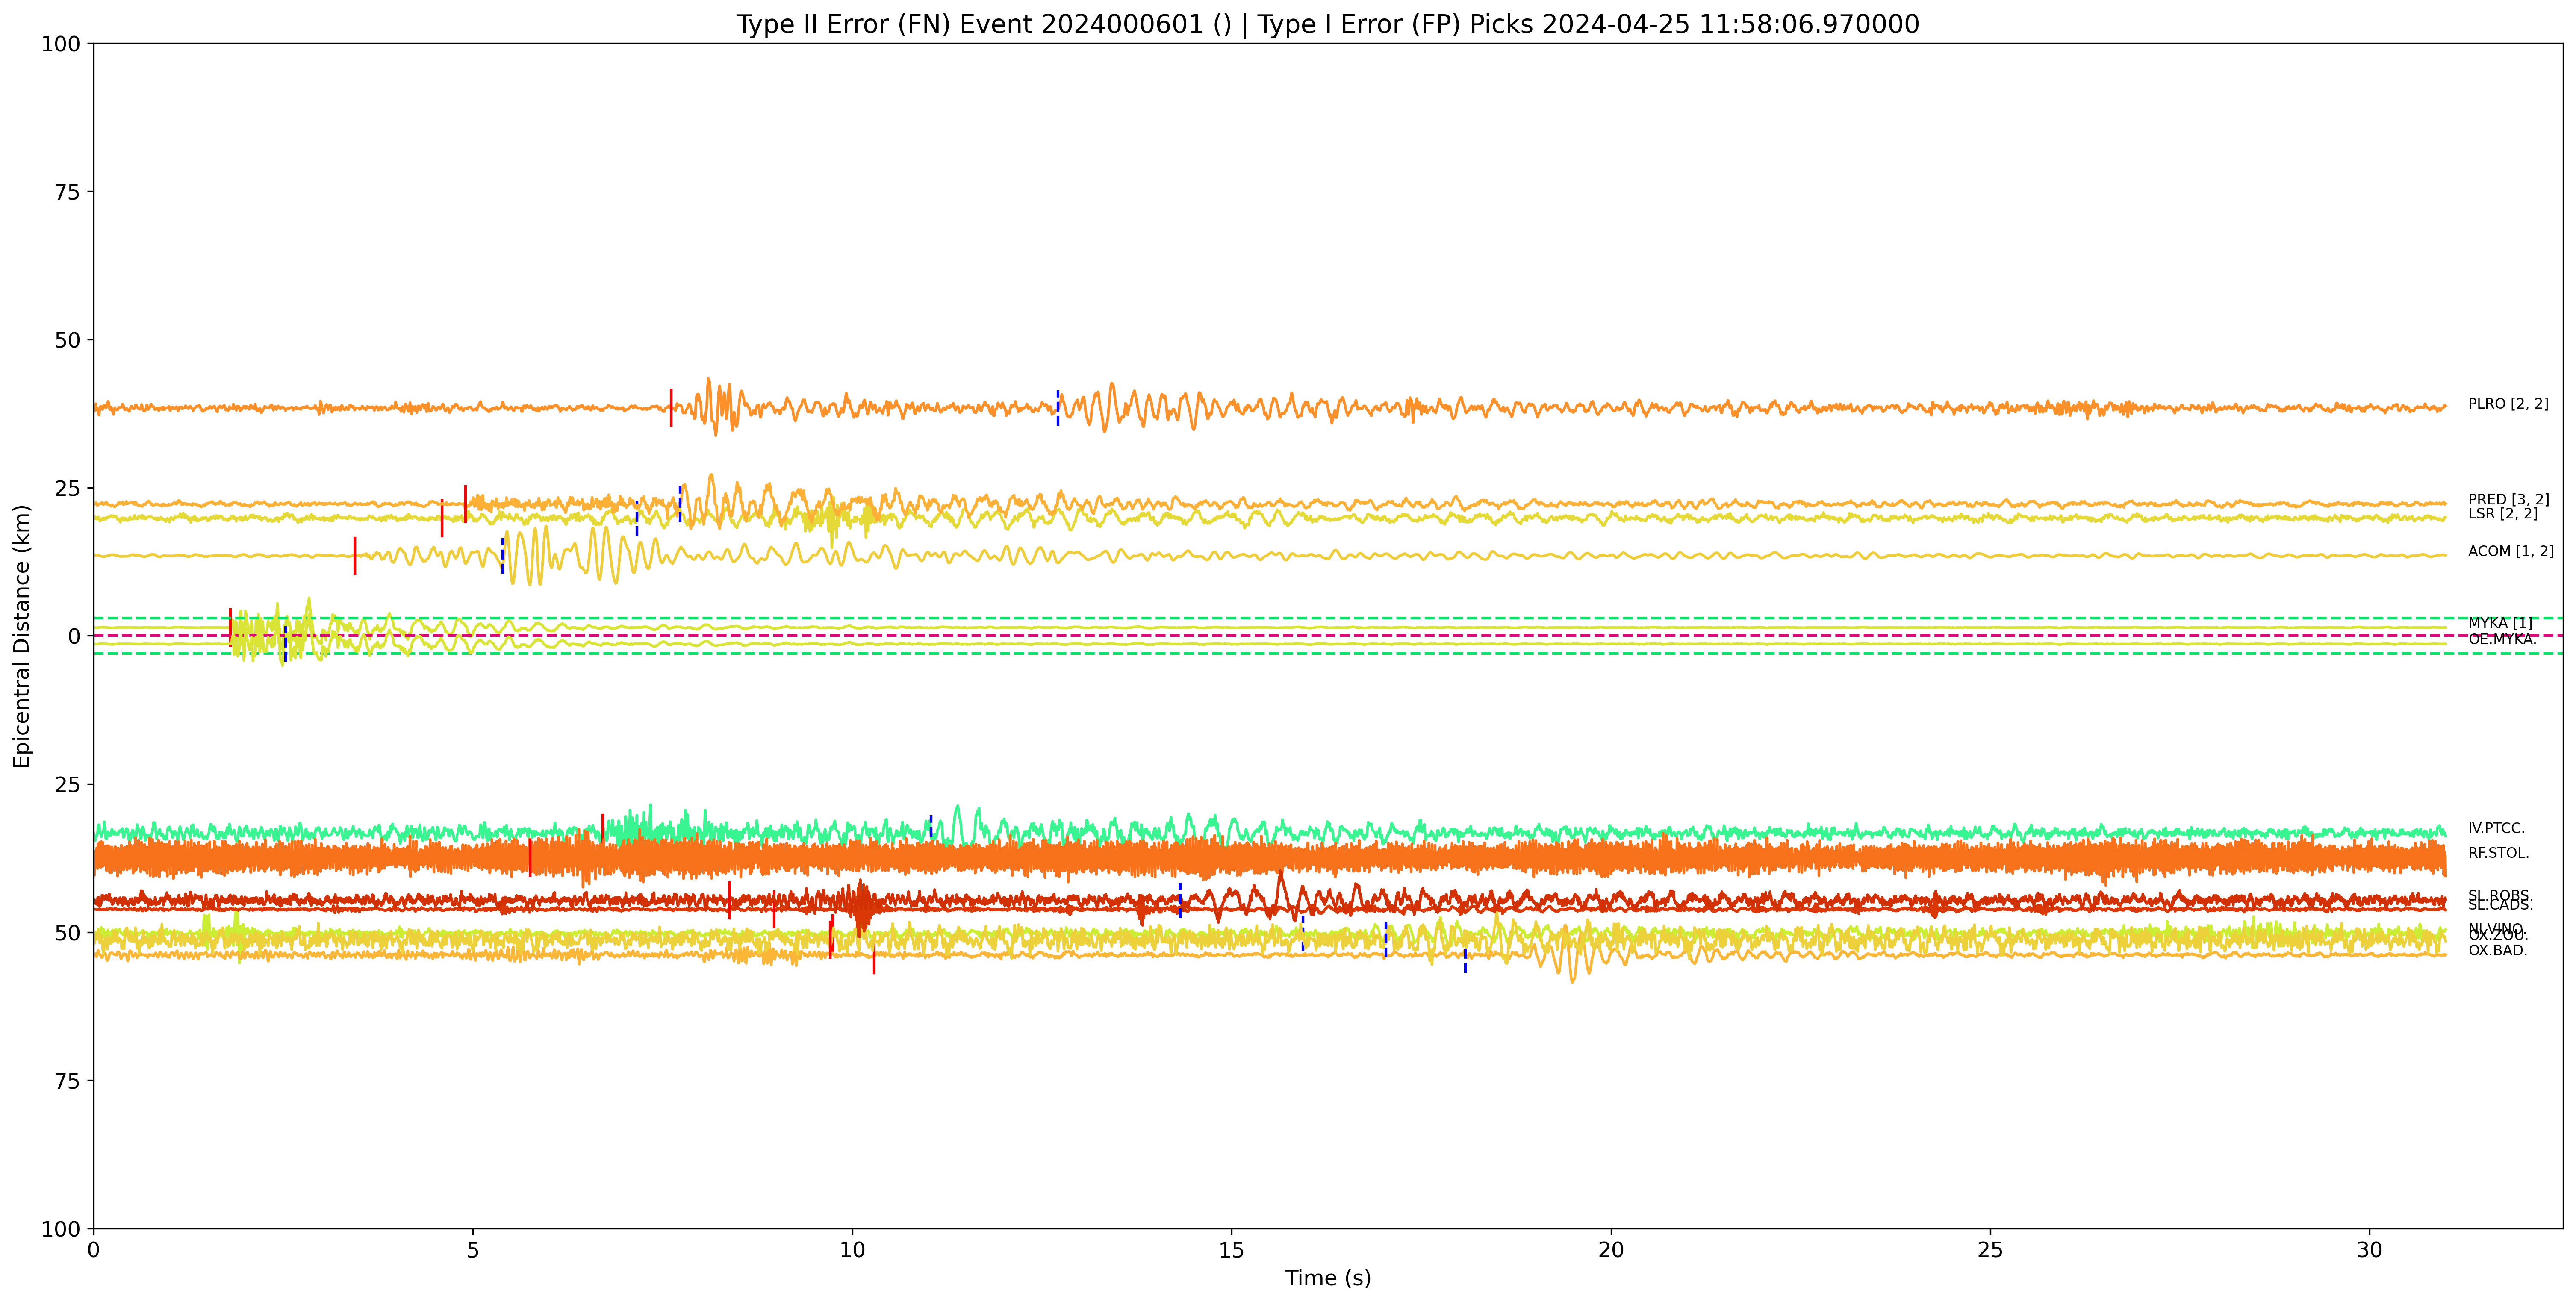 Type II Error (FN) Event 2024000601 () | Type I Error (FP) Picks 2024-04-25 11:58:06.970000
100
75
50
25
0
25
50
75
100
Epicentral Distance (km)
PLRO [2, 2]
PRED [3, 2]
LSR [2, 2]
ACOM [1, 2]
MYKA [1]
OE.MYKA.
IV.PTCC.
RF.STOL.
SL.ROBS.
SL.CADS.
NI.VINO.
OX.ZOU.
OX.BAD.
0 5 10 15 20 25 30
Time (s)